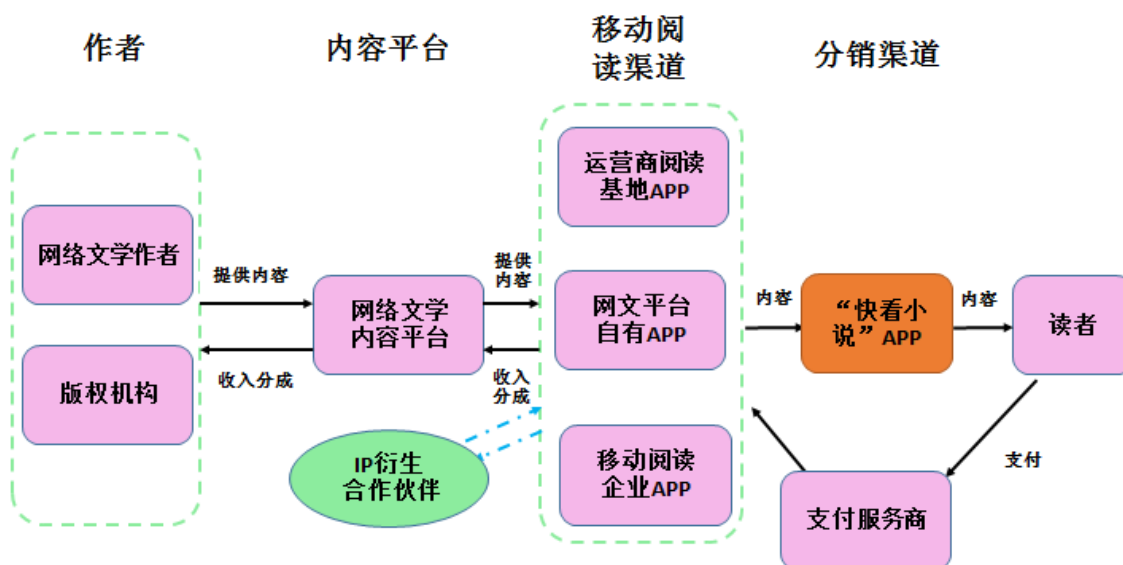 作者
内容平台
移动阅
读渠道
分销渠道
运营商阅读
基地APP
网络文学作者
提供内容
提供
内容
网络文学
内容平台
网文平台
自有APP
内容
“快看小
说”APP
内容
读者
收入分成
收入
分成
版权机构
IP衍生
合作伙伴
移动阅读
企业APP
支付
支付服务商